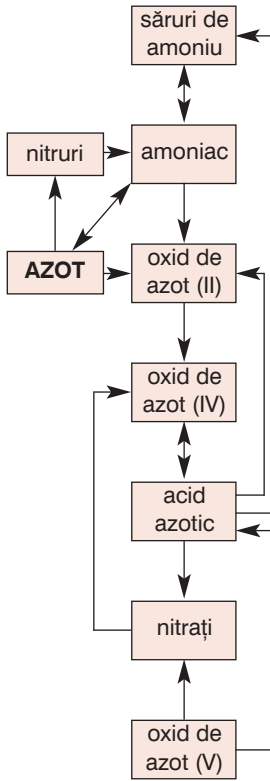 săruri de
amoniu
nitruri
amoniac
AZOT
oxid de
azot (II)
oxid de
azot (IV)
acid
azotic
nitrați
oxid de
azot (V)